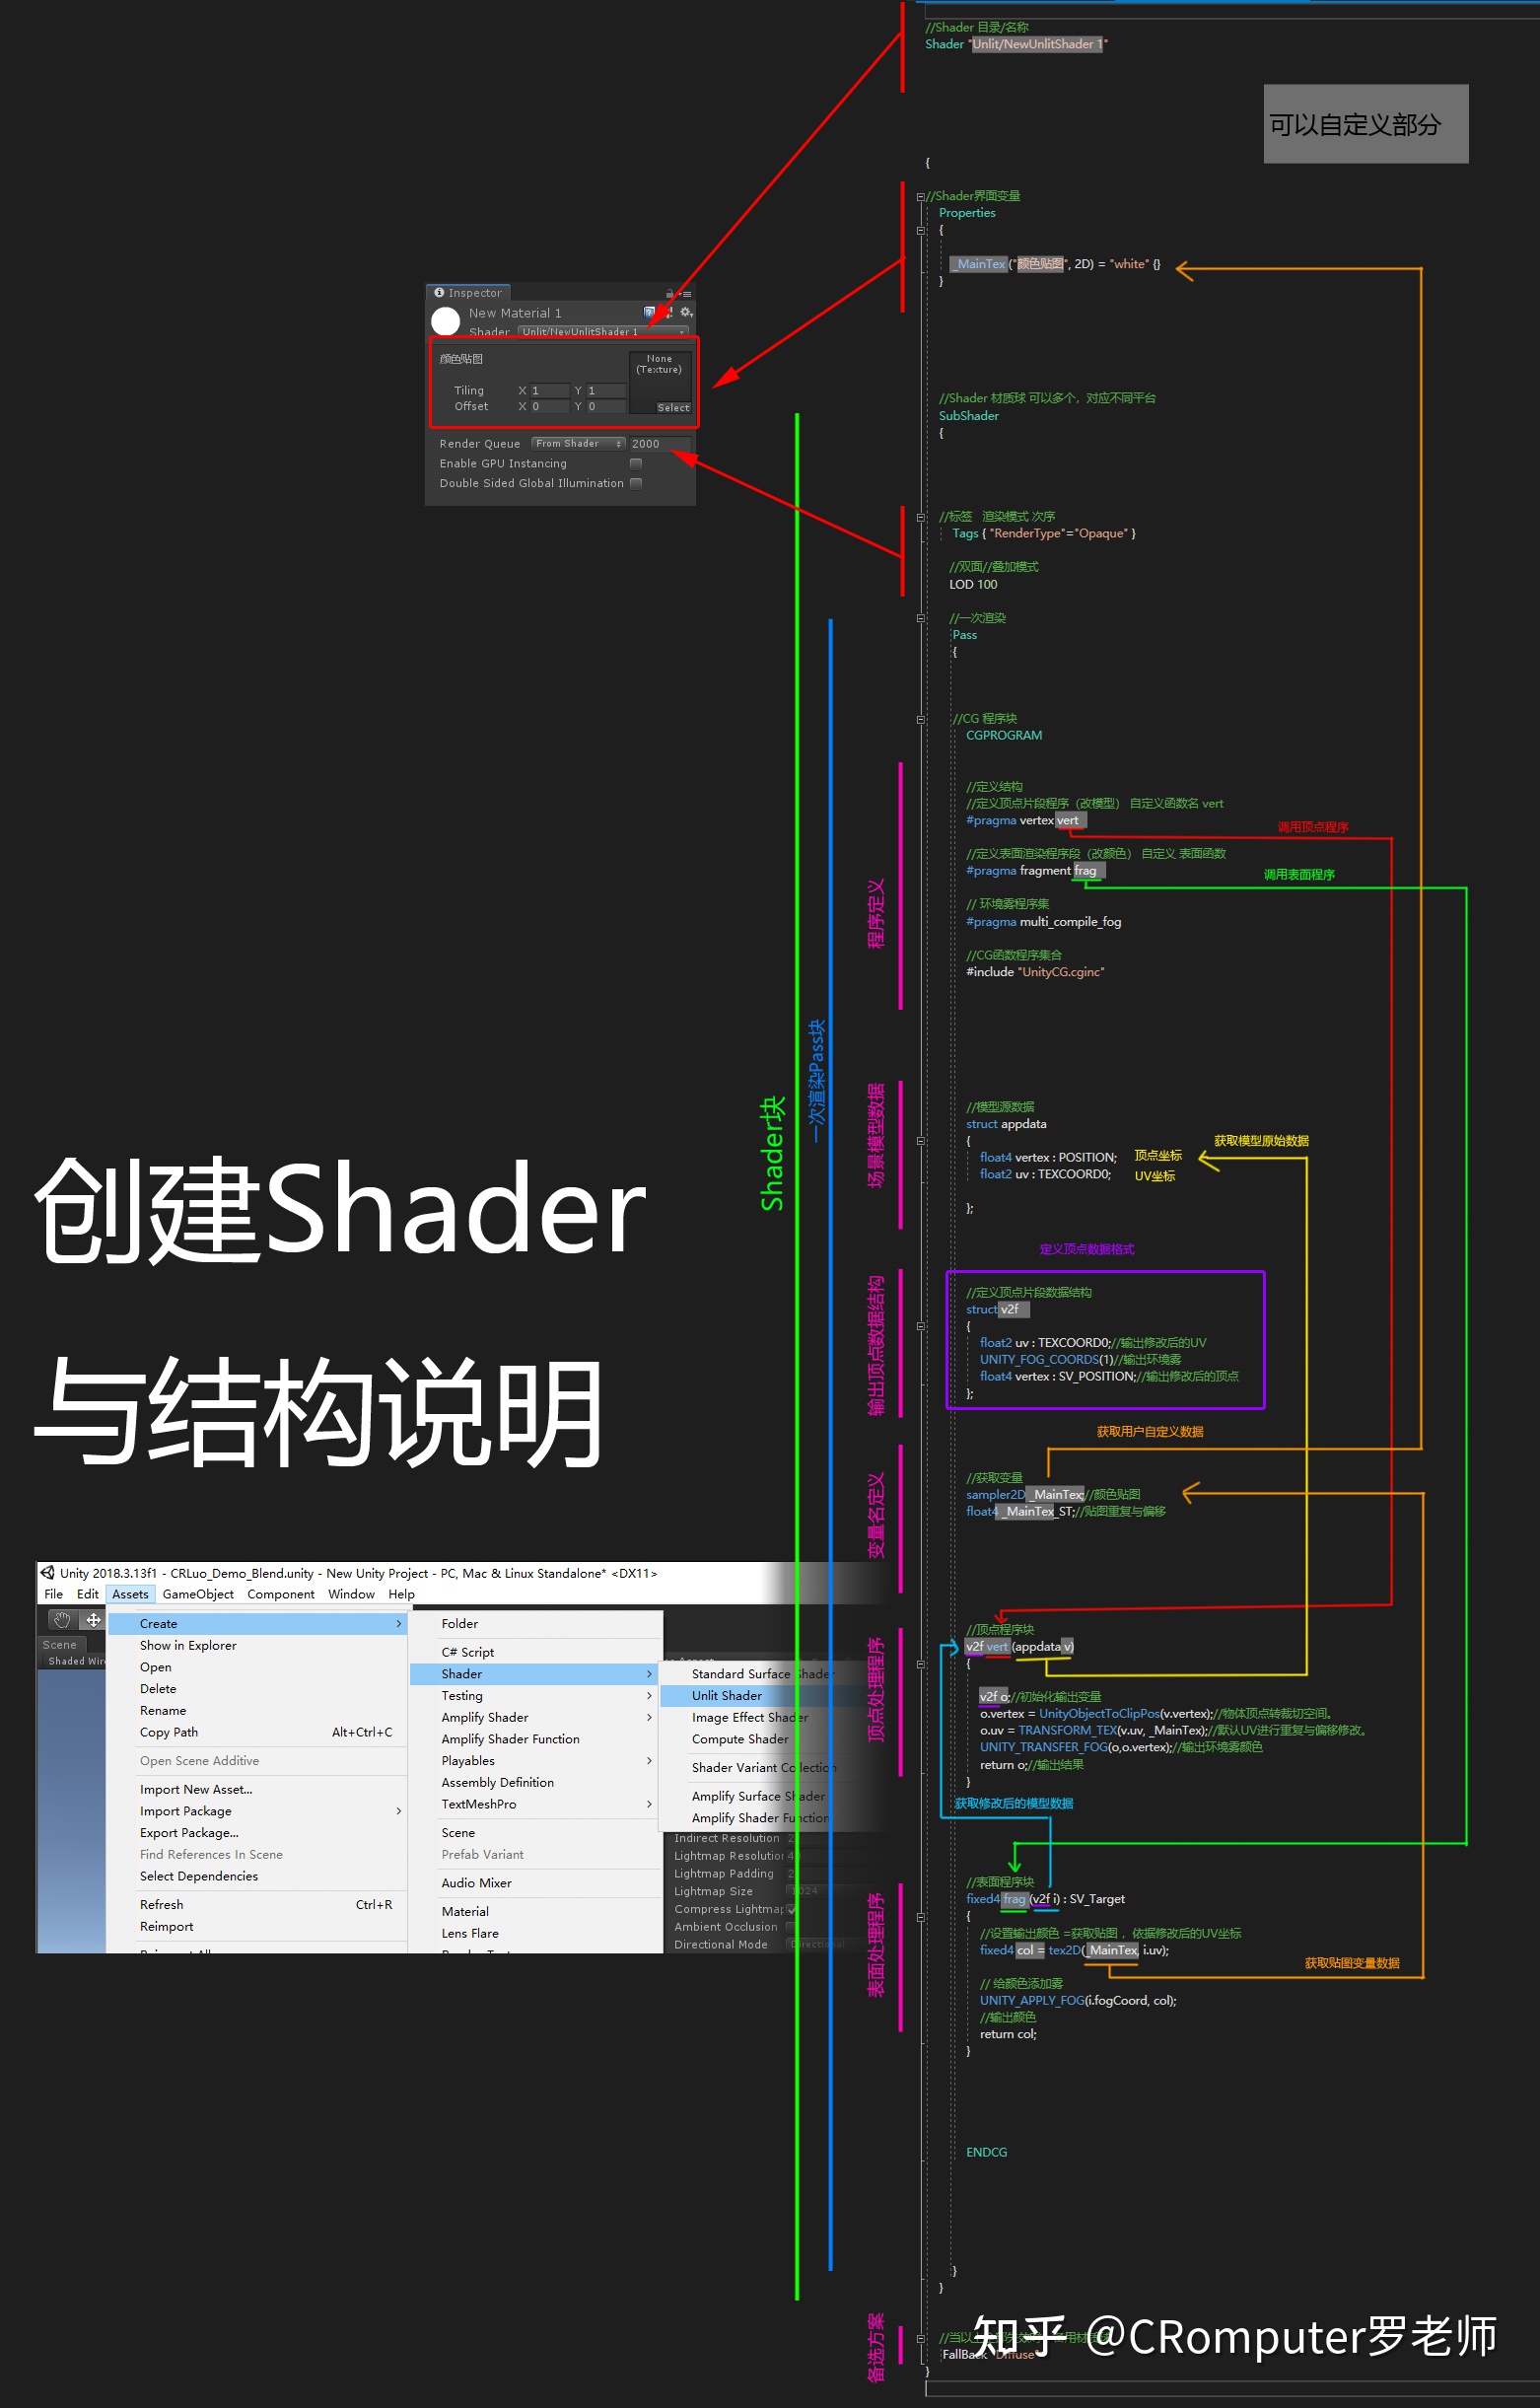 //Shader 目录/名称
Shader "Unlit/NewUnlitShader 1"
可以自定义部分
{
//Shader界面变量
Properties
{
_MainTex ("颜色贴图", 2D) = "white" {}
}
Inspector
New Material 1
Shader Unlit/NewUnlitShader 1
颜色贴图
None
(Texture)
Tiling X 1 Y 1
Offset X 0 Y 0
Select
Render Queue From Shader 2000
Enable GPU Instancing
Double Sided Global Illumination
//Shader 材质球 可以多个，对应不同平台
SubShader
{
//标签 渲染模式 次序
Tags { "RenderType"="Opaque" }
//双面//叠加模式
LOD 100
//一次渲染
Pass
{
//CG 程序块
CGPROGRAM
程序定义
//定义结构
//定义顶点片段程序（改模型） 自定义函数名 vert
#pragma vertex vert
调用顶点程序
//定义表面渲染程序段（改颜色） 自定义 表面函数
#pragma fragment frag
调用表面程序
// 环境雾程序集
#pragma multi_compile_fog
//CG函数程序集合
#include "UnityCG.cginc"
Shader块
一次渲染Pass块
场景模型数据
//模型源数据
struct appdata
{
float4 vertex : POSITION; 顶点坐标
获取模型原始数据
float2 uv : TEXCOORD0; UV坐标
};
定义顶点数据格式
输出顶点数据结构
//定义顶点片段数据结构
struct v2f
{
float2 uv : TEXCOORD0;//输出修改后的UV
UNITY_FOG_COORDS(1)//输出环境雾
float4 vertex : SV_POSITION;//输出修改后的顶点
};
获取用户自定义数据
变量名定义
//获取变量
sampler2D _MainTex;//颜色贴图
float4 _MainTex_ST;//贴图重复与偏移
顶点处理程序
//顶点程序块
v2f vert (appdata v)
{
v2f o;//初始化输出变量
o.vertex = UnityObjectToClipPos(v.vertex);//物体顶点转裁切空间。
o.uv = TRANSFORM_TEX(v.uv, _MainTex);//默认UV进行重复与偏移修改。
UNITY_TRANSFER_FOG(o,o.vertex);//输出环境雾颜色
return o;//输出结果
}
获取修改后的模型数据
表面处理程序
//表面程序块
fixed4 frag (v2f i) : SV_Target
{
//设置输出颜色 =获取贴图 ，依据修改后的UV坐标
fixed4 col = tex2D(_MainTex, i.uv);
获取贴图变量数据
// 给颜色添加雾
UNITY_APPLY_FOG(i.fogCoord, col);
//输出颜色
return col;
}
ENDCG
}
}
备选方案
//当以上
FallBack "Diffuse"
}
创建Shader
与结构说明
Unity 2018.3.13f1 - CRLuo_Demo_Blend.unity - New Unity Project - PC, Mac & Linux Standalone* <DX11>
File Edit Assets GameObject Component Window Help
Scene
Shaded
Create
Show in Explorer
Open
Delete
Rename
Copy Path Alt+Ctrl+C
Open Scene Additive
Import New Asset...
Import Package
Export Package...
Find References In Scene
Select Dependencies
Refresh Ctrl+R
Reimport
Folder
C# Script
Shader
Testing
Amplify Shader
Amplify Shader Function
Playables
Assembly Definition
TextMeshPro
Scene
Prefab Variant
Audio Mixer
Material
Lens Flare
Standard Surface Shader
Unlit Shader
Image Effect Shader
Compute Shader
Shader Variant Collection
Amplify Surface Shader
Amplify Shader Function
Indirect Resolution 2
Lightmap Resolution
Lightmap Padding 2
Lightmap Size 1024
Compress Lightmap
Ambient Occlusion
Directional Mode Directional
知乎 @CRomputer罗老师